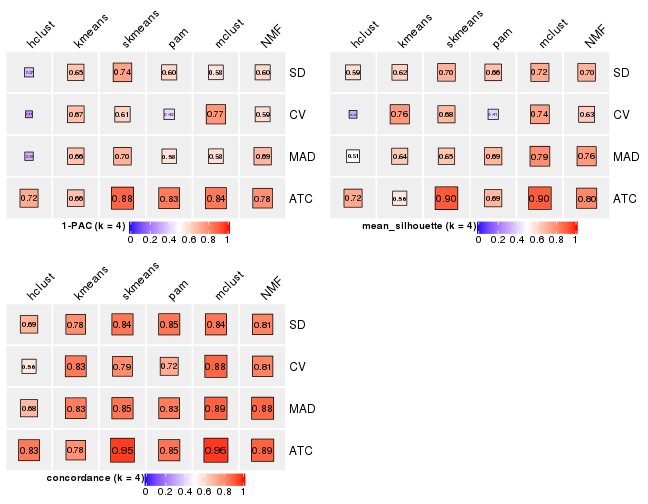 hclust kmeans skmeans pam mclust NMF
0.65 0.74 0.60 0.58 0.60 SD
0.67 0.61 0.77 0.59 CV
0.66 0.70 0.58 0.58 0.69 MAD
0.72 0.66 0.88 0.83 0.84 0.78 ATC
1-PAC (k = 4)
0 0.2 0.4 0.6 0.8 1
hclust kmeans skmeans pam mclust NMF
0.59 0.62 0.70 0.66 0.72 0.70 SD
0.76 0.68 0.41 0.74 0.63 CV
0.51 0.64 0.65 0.69 0.79 0.76 MAD
0.72 0.56 0.90 0.69 0.90 0.80 ATC
mean_silhouette (k = 4)
0 0.2 0.4 0.6 0.8 1
hclust kmeans skmeans pam mclust NMF
0.69 0.78 0.84 0.85 0.84 0.81 SD
0.56 0.83 0.79 0.72 0.88 0.81 CV
0.68 0.83 0.85 0.83 0.89 0.88 MAD
0.83 0.78 0.95 0.85 0.96 0.89 ATC
concordance (k = 4)
0 0.2 0.4 0.6 0.8 1